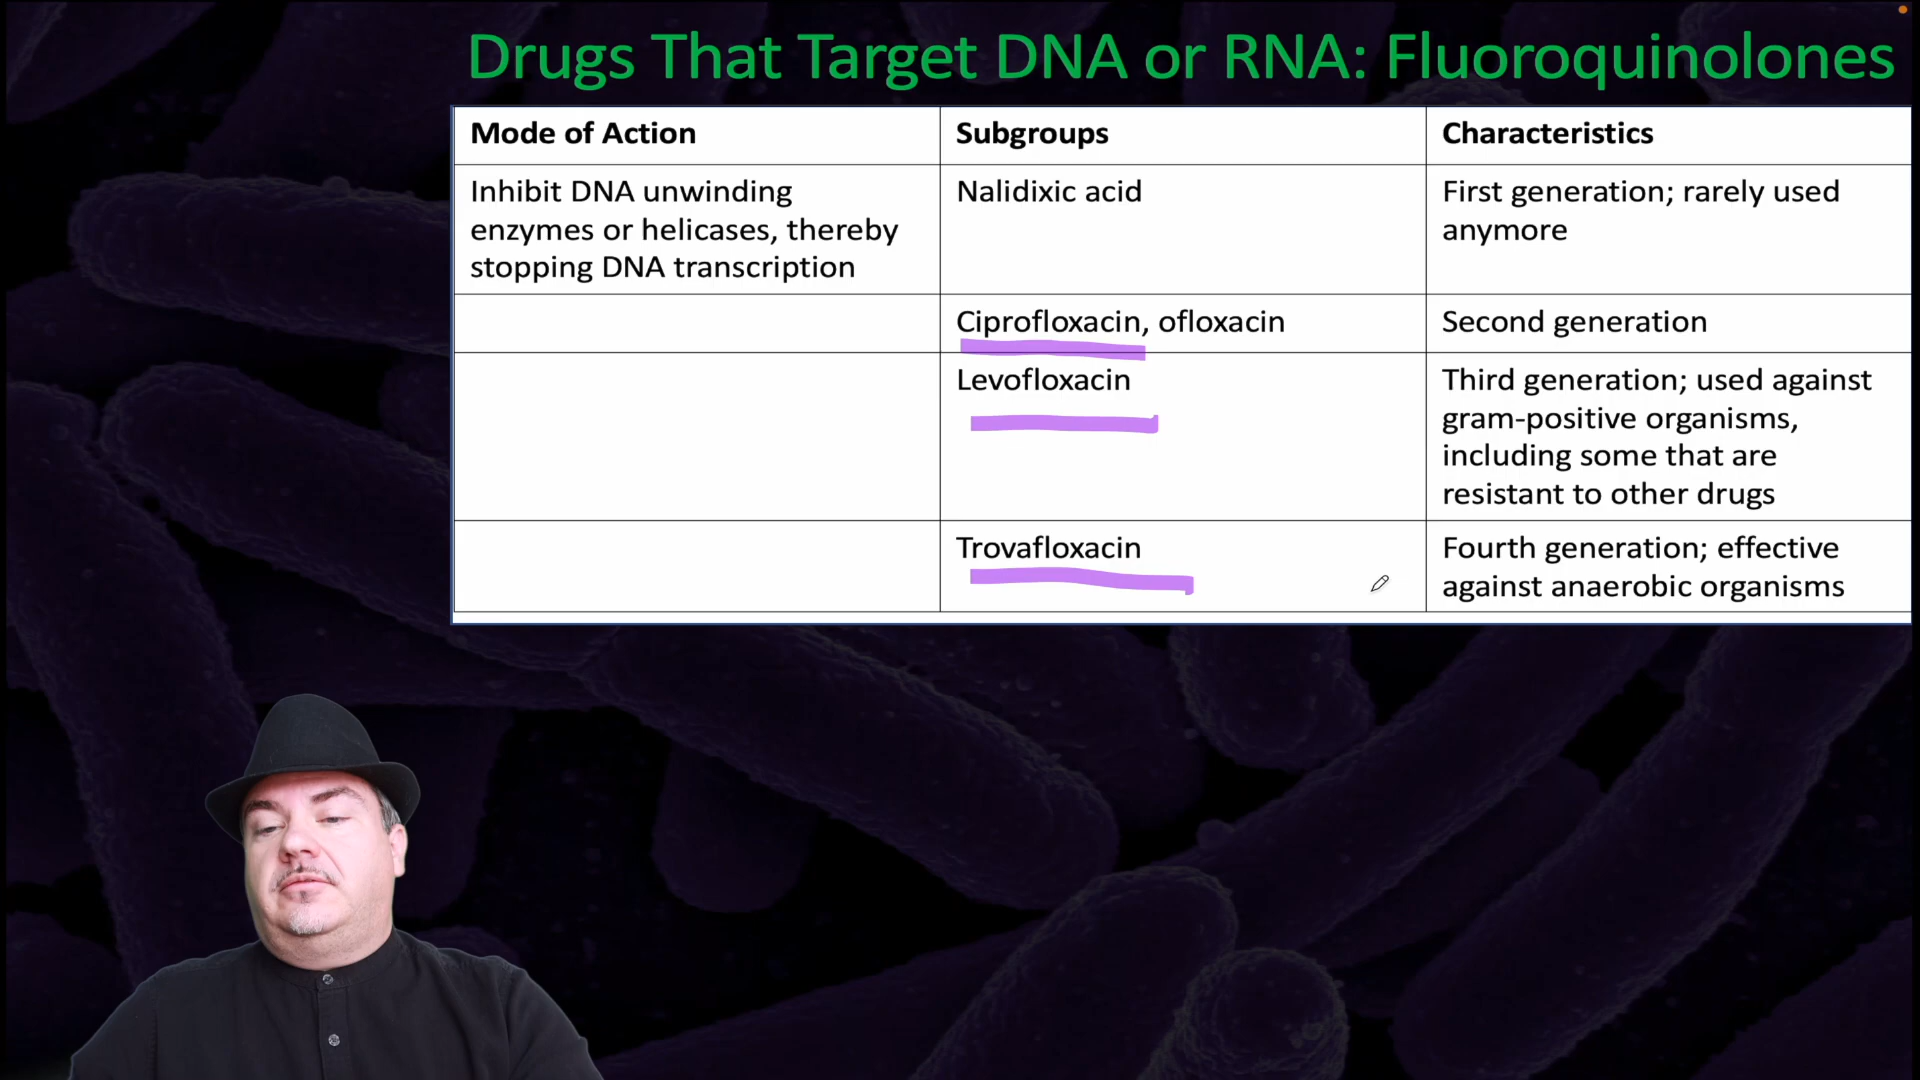 Drugs That Target DNA or RNA: Fluoroquinolones
Mode of Action
Subgroups
Characteristics
Inhibit DNA unwinding
enzymes or helicases, thereby
stopping DNA transcription
Nalidixic acid
First generation; rarely used
anymore
Ciprofloxacin, ofloxacin
Second generation
Levofloxacin
Third generation; used against
gram-positive organisms,
including some that are
resistant to other drugs
Trovafloxacin
Fourth generation; effective
against anaerobic organisms